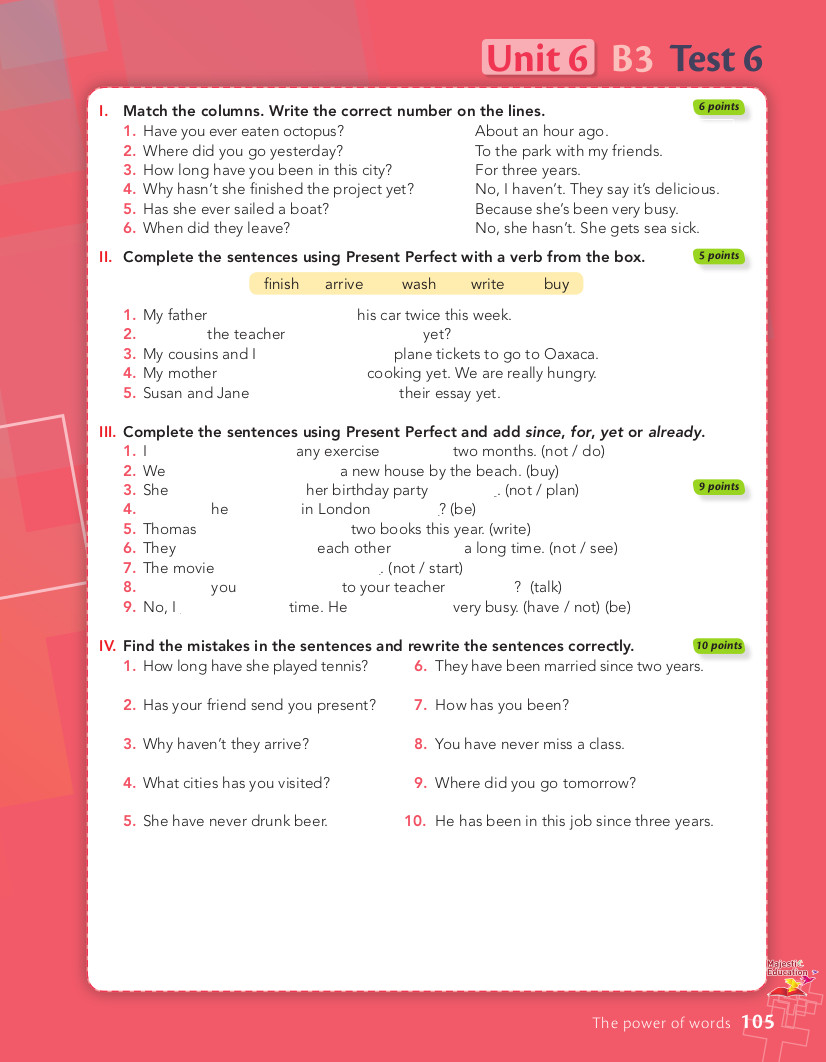 Unit 6 B3 Test 6
I. Match the columns. Write the correct number on the lines. 6 points
1. Have you ever eaten octopus? About an hour ago.
2. Where did you go yesterday? To the park with my friends.
3. How long have you been in this city? For three years.
4. Why hasn't she finished the project yet? No, I haven't. They say it's delicious.
5. Has she ever sailed a boat? Because she's been very busy.
6. When did they leave? No, she hasn't. She gets sea sick.
II. Complete the sentences using Present Perfect with a verb from the box. 5 points
finish arrive wash write buy
1. My father his car twice this week.
2. the teacher yet?
3. My cousins and I plane tickets to go to Oaxaca.
4. My mother cooking yet. We are really hungry.
5. Susan and Jane their essay yet.
III. Complete the sentences using Present Perfect and add since, for, yet or already.
1. I any exercise two months. (not / do)
2. We a new house by the beach. (buy)
3. She her birthday party . (not / plan) 9 points
4. he in London ? (be)
5. Thomas two books this year. (write)
6. They each other a long time. (not / see)
7. The movie . (not / start)
8. you to your teacher ? (talk)
9. No, I time. He very busy. (have / not) (be)
IV. Find the mistakes in the sentences and rewrite the sentences correctly. 10 points
1. How long have she played tennis? 6. They have been married since two years.
2. Has your friend send you present? 7. How has you been?
3. Why haven't they arrive? 8. You have never miss a class.
4. What cities has you visited? 9. Where did you go tomorrow?
5. She have never drunk beer. 10. He has been in this job since three years.
Majestic
Education
The power of words 105